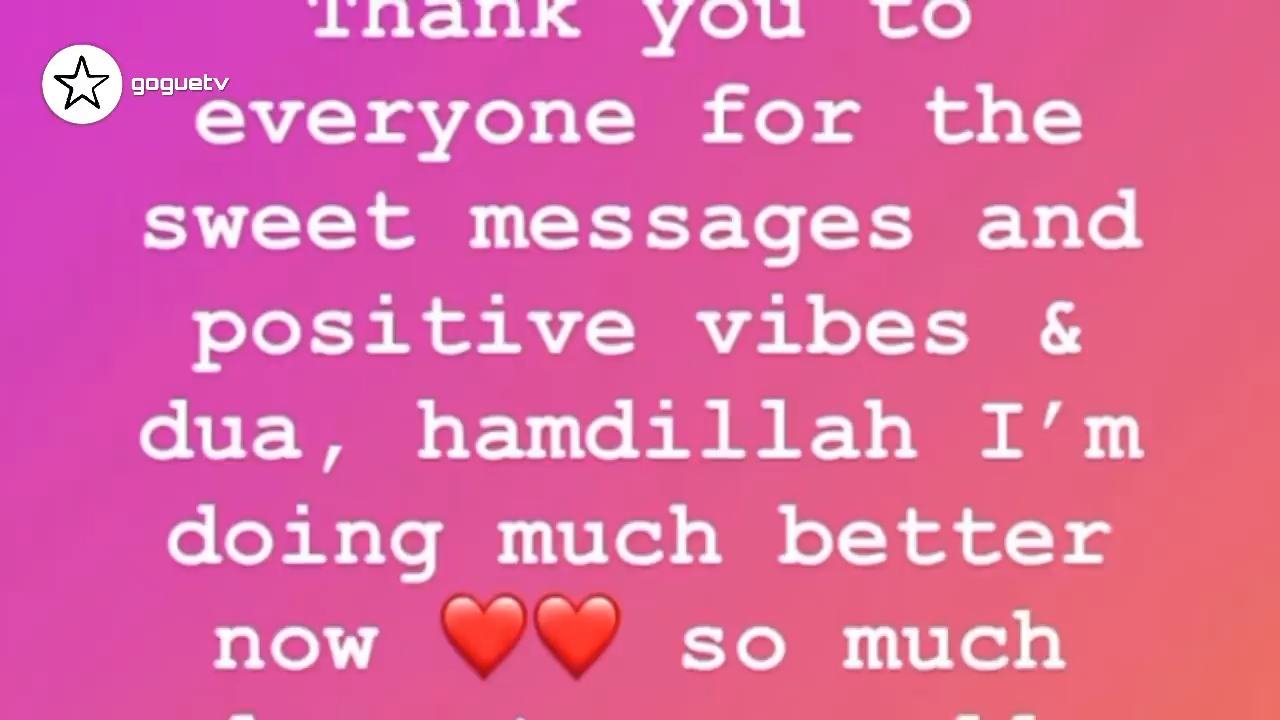 Thank you to
goguetv
everyone for the
sweet messages and
positive vibes &
dua, hamdillah I’m
doing much better
now ❤️❤️ so much